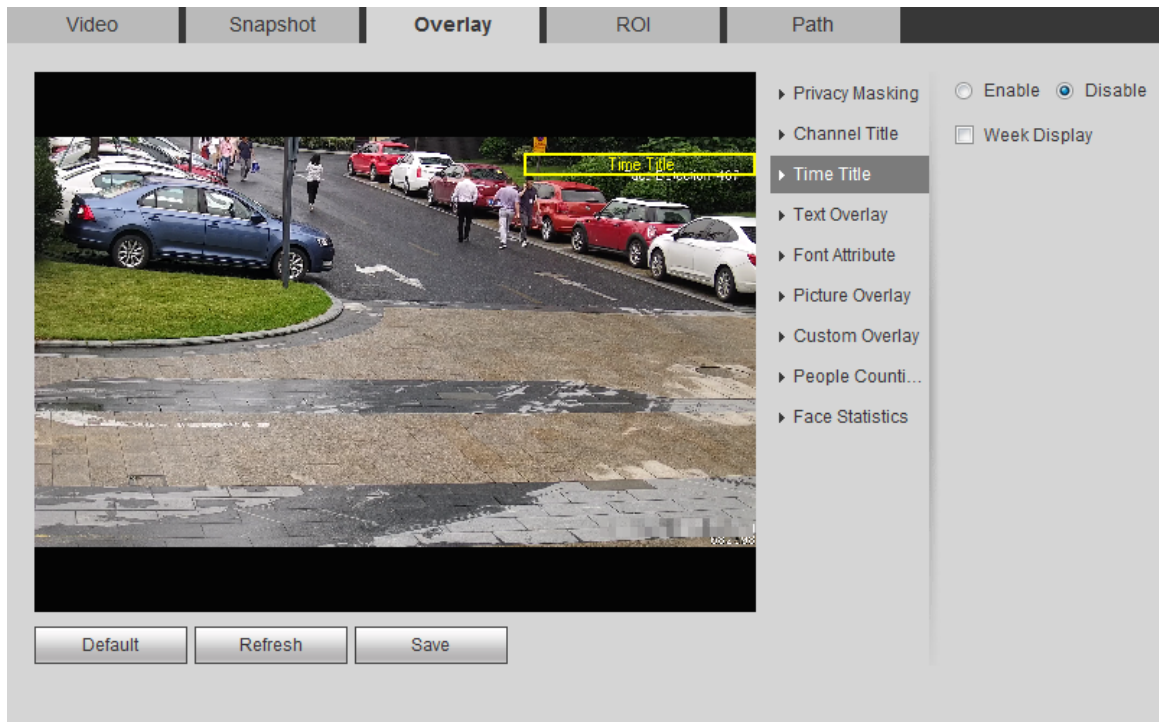 Video Snapshot Overlay ROI Path
Privacy Masking
Channel Title
Time Title
Text Overlay
Font Attribute
Picture Overlay
Custom Overlay
People Counti...
Face Statistics
Enable Disable
Week Display
Time Title
Default Refresh Save